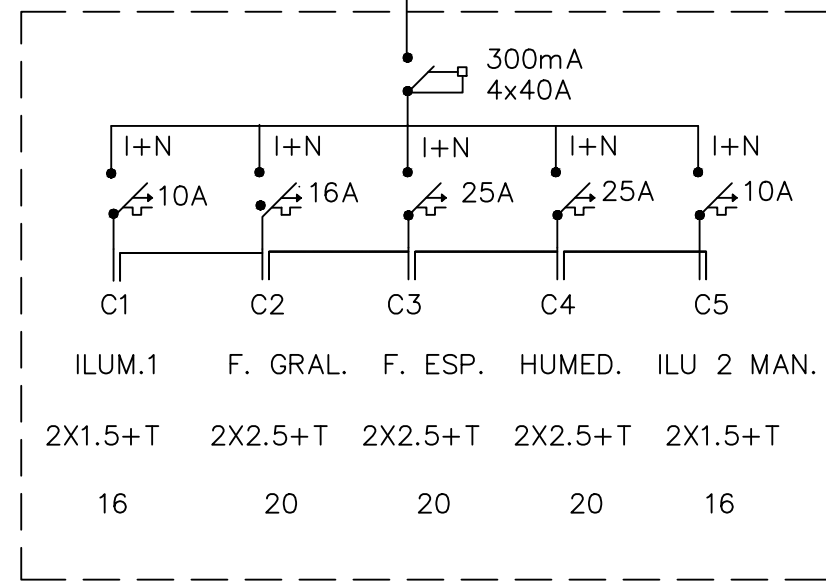 300mA
4x40A
I+N I+N I+N I+N I+N
10A 16A 25A 25A 10A
C1 C2 C3 C4 C5
ILUM.1 F. GRAL. F. ESP. HUMED. ILU 2 MAN.
2X1.5+T 2X2.5+T 2X2.5+T 2X2.5+T 2X1.5+T
16 20 20 20 16